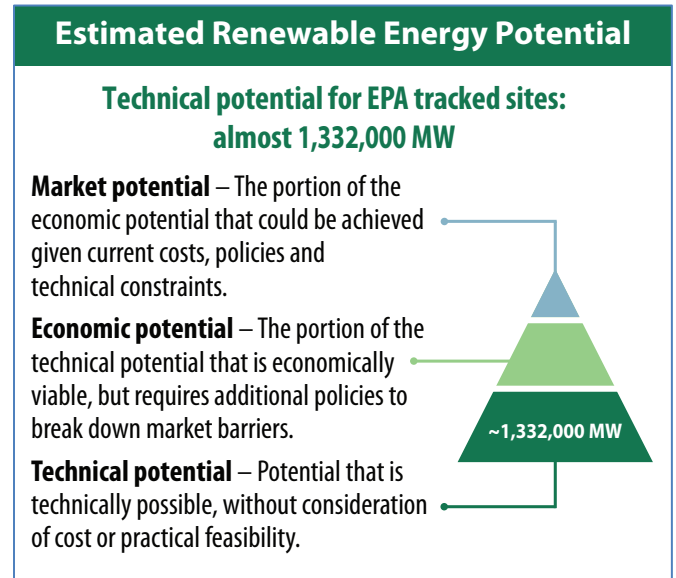 Estimated Renewable Energy Potential
Technical potential for EPA tracked sites:
almost 1,332,000 MW
Market potential – The portion of the
economic potential that could be achieved
given current costs, policies and
technical constraints.
Economic potential – The portion of the
technical potential that is economically
viable, but requires additional policies to
break down market barriers.
~1,332,000 MW
Technical potential – Potential that is
technically possible, without consideration
of cost or practical feasibility.